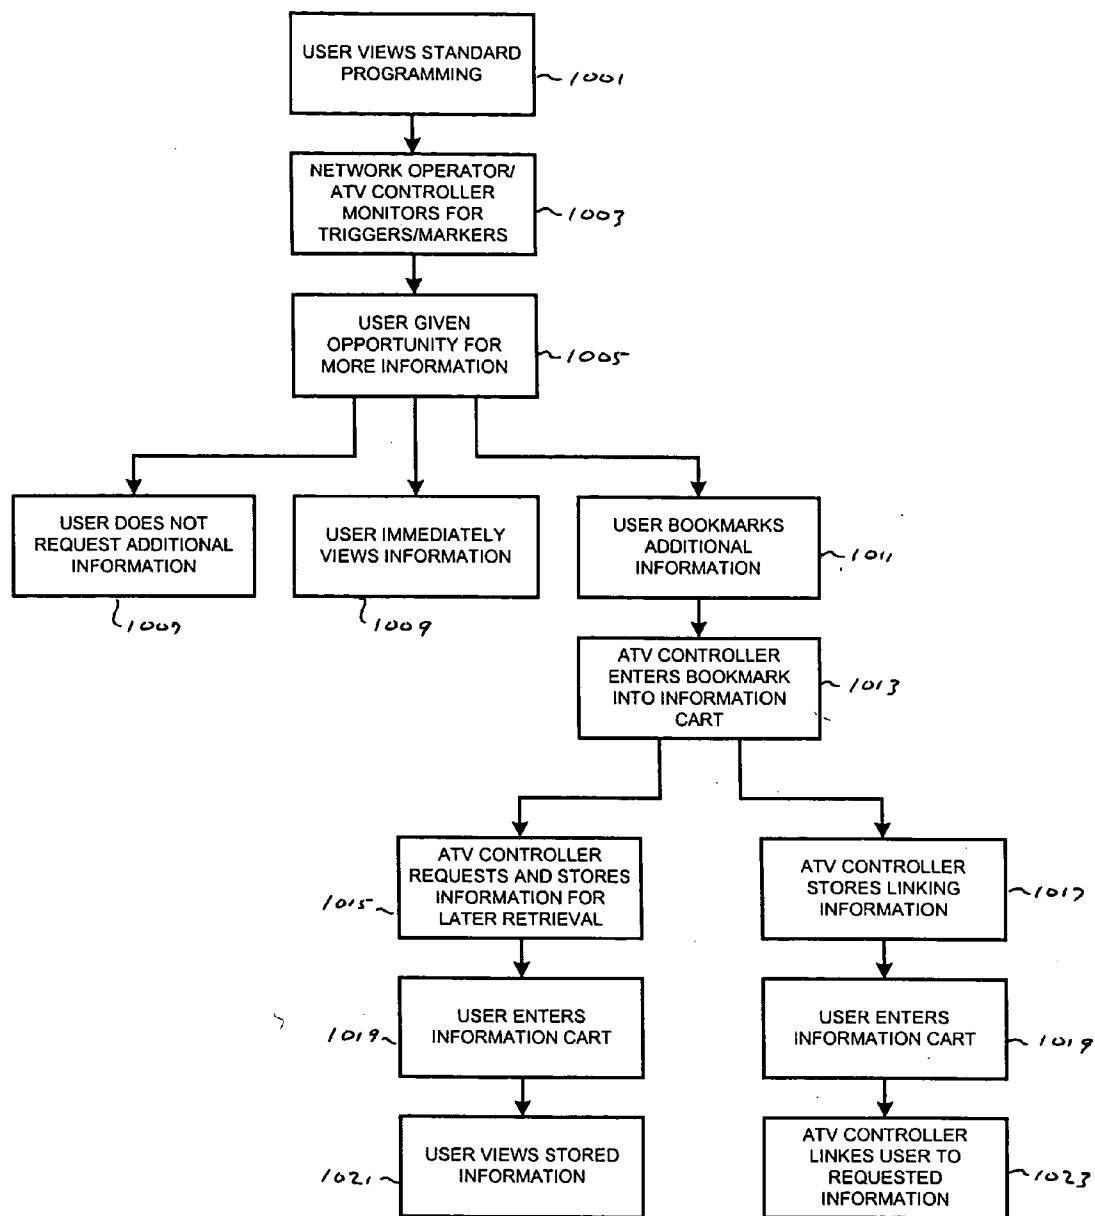 USER VIEWS STANDARD
PROGRAMMING
1001
NETWORK OPERATOR/
ATV CONTROLLER
MONITORS FOR
TRIGGERS/MARKERS
1003
USER GIVEN
OPPORTUNITY FOR
MORE INFORMATION
1005
USER DOES NOT
REQUEST ADDITIONAL
INFORMATION
1007
USER IMMEDIATELY
VIEWS INFORMATION
1009
USER BOOKMARKS
ADDITIONAL
INFORMATION
1011
ATV CONTROLLER
ENTERS BOOKMARK
INTO INFORMATION
CART
1013
ATV CONTROLLER
REQUESTS AND STORES
INFORMATION FOR
LATER RETRIEVAL
1015
ATV CONTROLLER
STORES LINKING
INFORMATION
1017
USER ENTERS
INFORMATION CART
1019
USER ENTERS
INFORMATION CART
1019
USER VIEWS STORED
INFORMATION
1021
ATV CONTROLLER
LINKES USER TO
REQUESTED
INFORMATION
1023